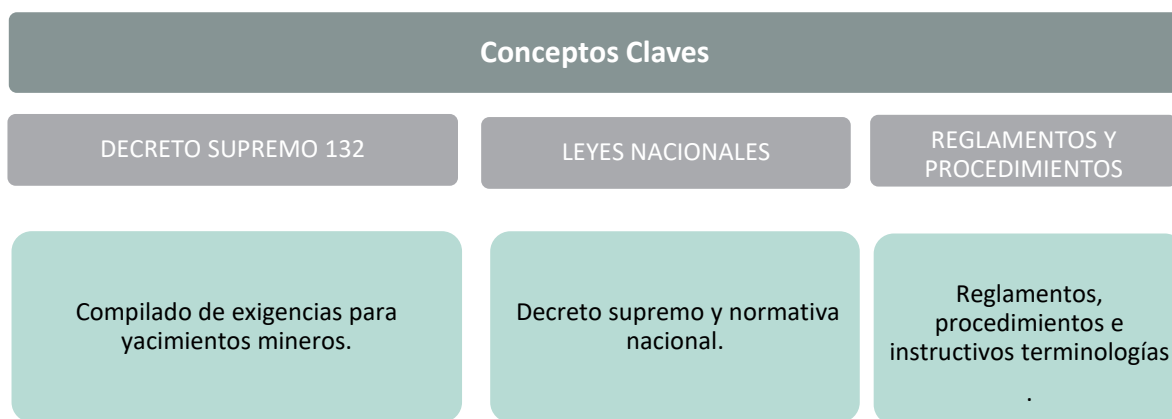 Conceptos Claves
DECRETO SUPREMO 132
LEYES NACIONALES
REGLAMENTOS Y
PROCEDIMIENTOS
Compilado de exigencias para
yacimientos mineros.
Decreto supremo y normativa
nacional.
Reglamentos,
procedimientos e
instructivos terminologías
.